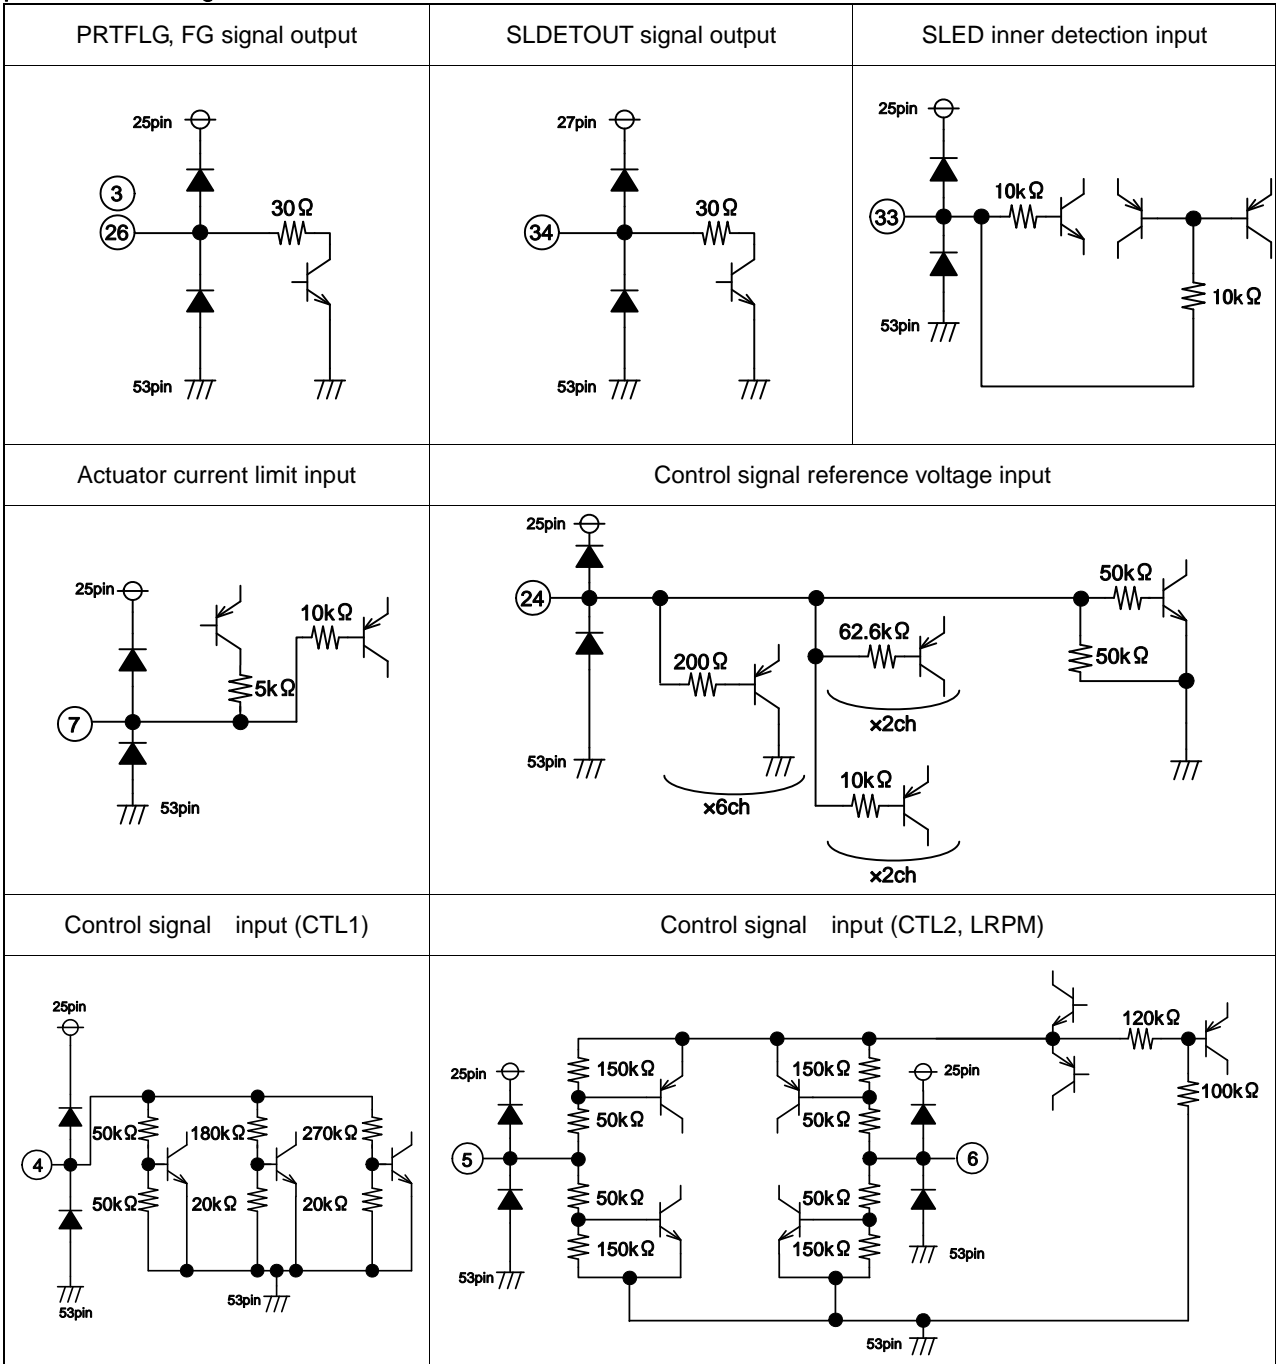 PRTFLG, FG signal output
SLDETOUT signal output
SLED inner detection input
25pin
3
26
30Ω
53pin
27pin
34
30Ω
53pin
25pin
33
10kΩ
10kΩ
53pin
Actuator current limit input
Control signal reference voltage input
25pin
10kΩ
5kΩ
7
53pin
25pin
24
50kΩ
62.6kΩ
50kΩ
200Ω
×2ch
53pin
10kΩ
×6ch
×2ch
Control signal input (CTL1)
Control signal input (CTL2, LRPM)
25pin
50kΩ
180kΩ
270kΩ
4
50kΩ
20kΩ
20kΩ
53pin
53pin
120kΩ
150kΩ
150kΩ
25pin
25pin
100kΩ
50kΩ
50kΩ
5
6
50kΩ
50kΩ
150kΩ
150kΩ
53pin
53pin
53pin